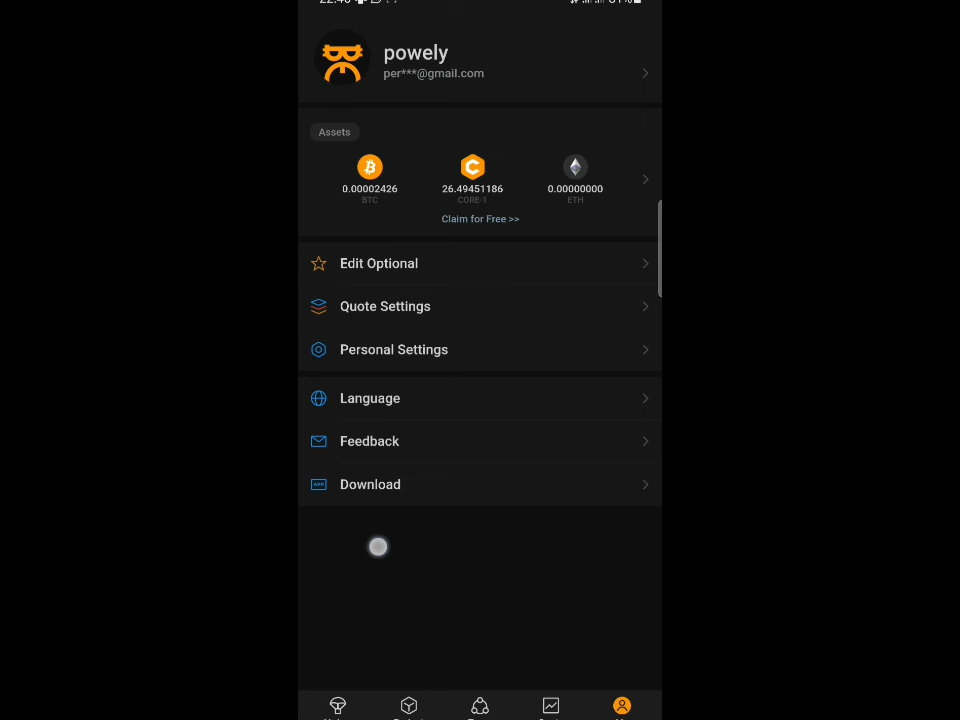 powely
per***@gmail.com
Assets
0.00002426 26.49451186 0.00000000
BTC CORE-1 ETH
Claim for Free >>
Edit Optional
Quote Settings
Personal Settings
Language
Feedback
APP Download